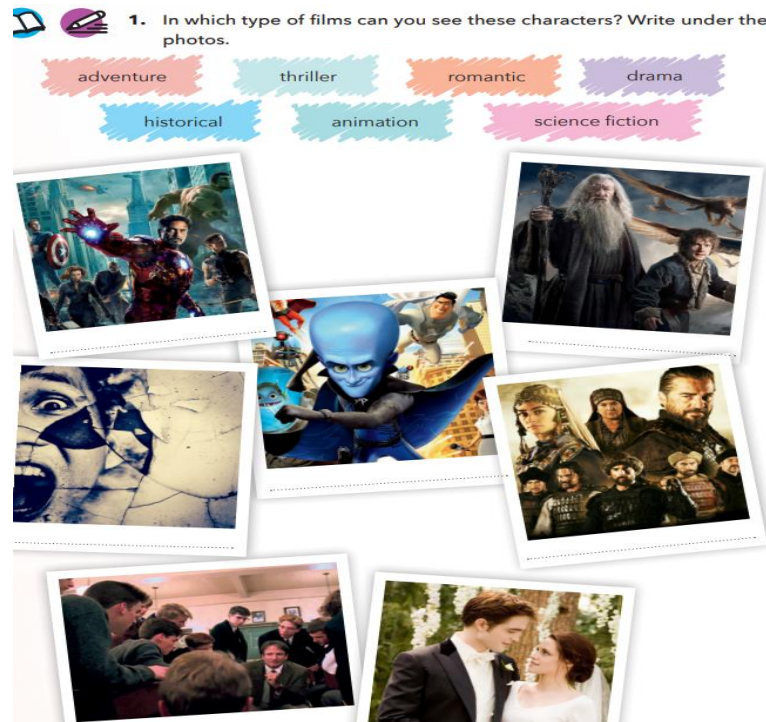 1. In which type of films can you see these characters? Write under the
photos.
adventure thriller romantic drama
historical animation science fiction